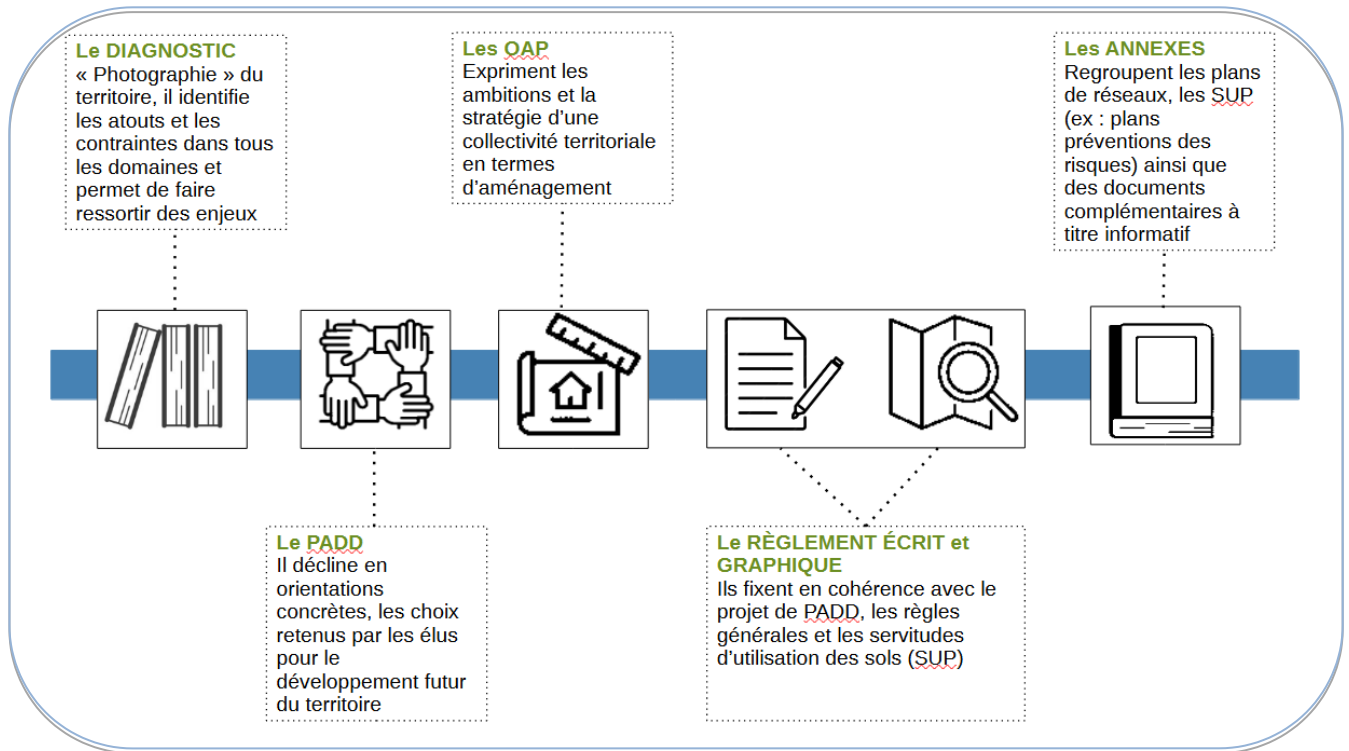 Le DIAGNOSTIC
« Photographie » du
territoire, il identifie
les atouts et les
contraintes dans tous
les domaines et
permet de faire
ressortir des enjeux
Les OAP
Expriment les
ambitions et la
stratégie d'une
collectivité territoriale
en termes
d'aménagement
Les ANNEXES
Regroupent les plans
de réseaux, les SUP
(ex : plans
préventions des
risques) ainsi que
des documents
complémentaires à
titre informatif
Le PADD
Il décline en
orientations
concrètes, les choix
retenus par les élus
pour le
développement futur
du territoire
Le RÈGLEMENT ÉCRIT et
GRAPHIQUE
Ils fixent en cohérence avec le
projet de PADD, les règles
générales et les servitudes
d'utilisation des sols (SUP)